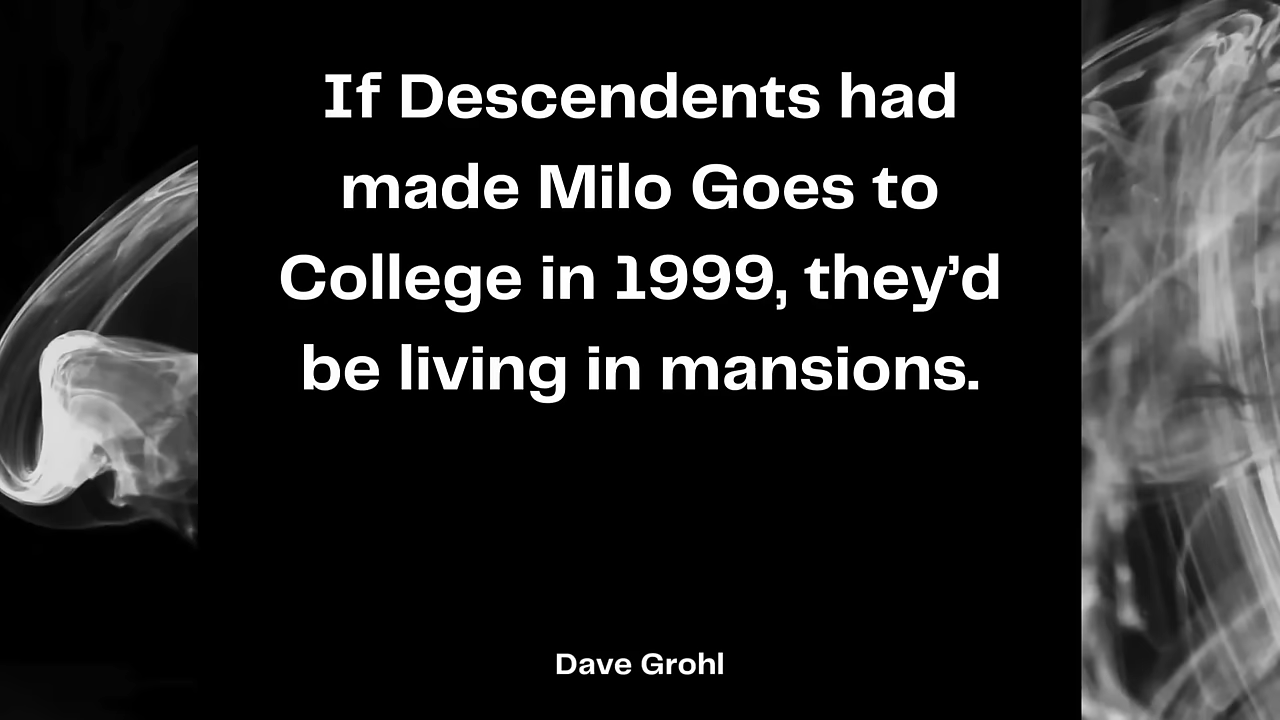 If Descendents had
made Milo Goes to
College in 1999, they’d
be living in mansions.
Dave Grohl